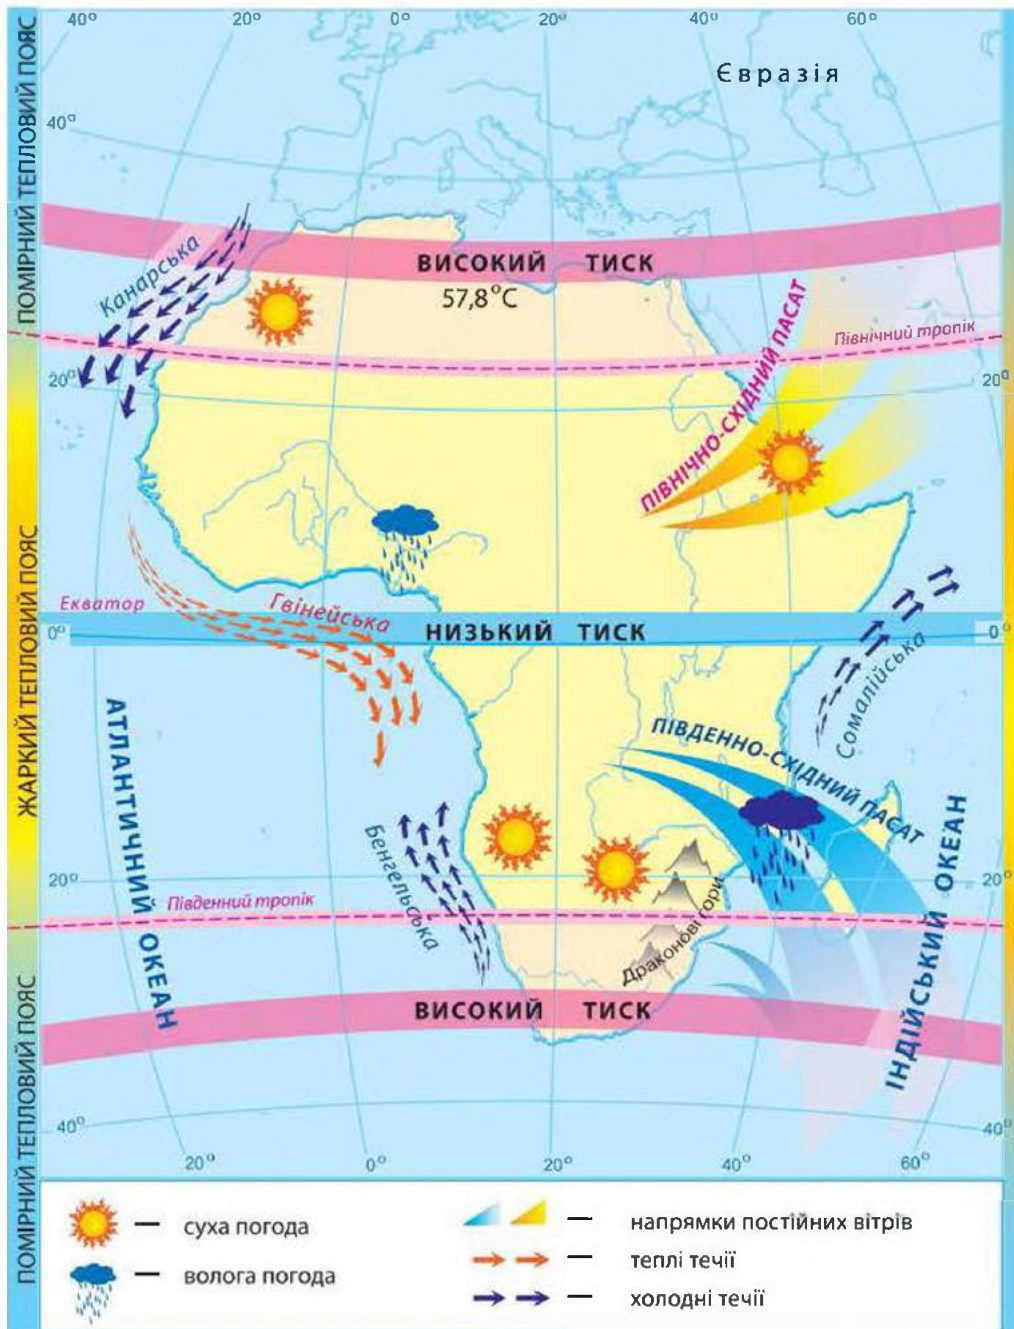 40° 20° 0° 20° 40° 60°
Євразія
40°
ПОМІРНИЙ ТЕПЛОВИЙ ПОЯС
Канарська
ВИСОКИЙ ТИСК
57,8°C
ПІВНІЧНО-СХІДНИЙ ПАСАТ
Північний тропік
20° 20°
ЖАРКИЙ ТЕПЛОВИЙ ПОЯС
Екватор
Гвінейська
0° НИЗЬКИЙ ТИСК 0°
Сомалійська
АТЛАНТИЧНИЙ ОКЕАН
ПІВДЕННО-СХІДНИЙ ПАСАТ
ІНДІЙСЬКИЙ ОКЕАН
Бенгельська
20° 20°
Південний тропік
Драконові гори
ВИСОКИЙ ТИСК
ПОМІРНИЙ ТЕПЛОВИЙ ПОЯС
40° 40°
20° 0° 20° 40° 60°
— суха погода
— волога погода
— напрямки постійних вітрів
— теплі течії
— холодні течії